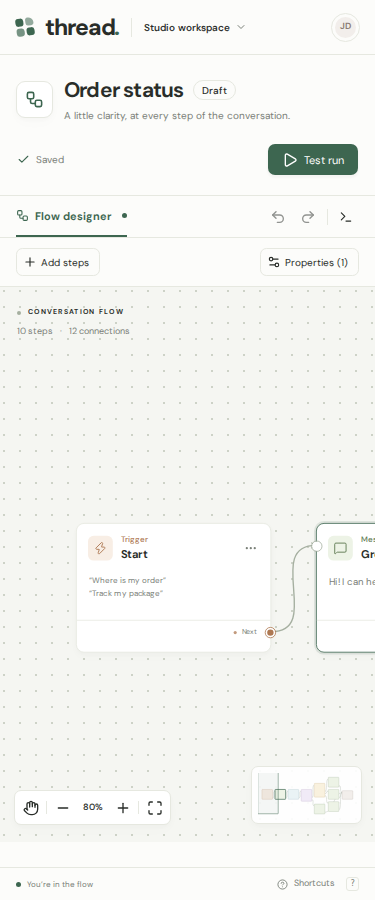 thread.
Studio workspace
JD
Order status
Draft
A little clarity, at every step of the conversation.
Saved
Test run
Flow designer
Add steps
Properties (1)
CONVERSATION FLOW
10 steps · 12 connections
Trigger
Start
"Where is my order"
"Track my package"
Next
Mes
Gr
Hi! I can he
80%
You're in the flow
Shortcuts
?